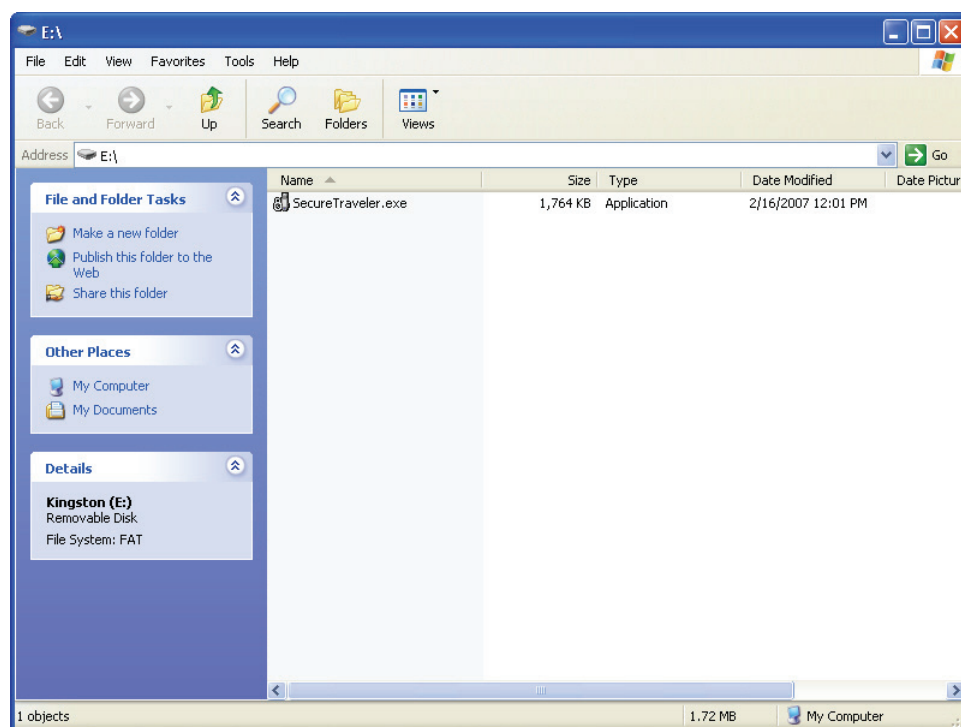 E:\
File Edit View Favorites Tools Help
Back Forward Up Search Folders Views
Address E:\ Go
File and Folder Tasks
Make a new folder
Publish this folder to the
Web
Share this folder
Other Places
My Computer
My Documents
Details
Kingston (E:)
Removable Disk
File System: FAT
Name Size Type Date Modified Date Pictur
SecureTraveler.exe 1,764 KB Application 2/16/2007 12:01 PM
1 objects 1.72 MB My Computer